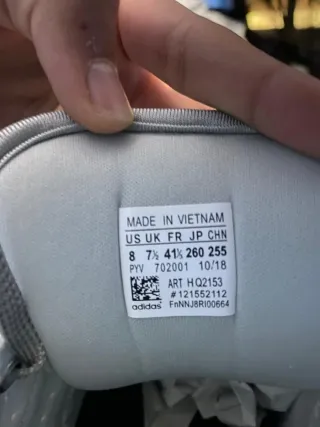 MADE IN VIETNAM
US UK FR JP CHN
8 7½ 41⅓ 260 255
PYV 702001 10/18
ART HQ2153
#121552112
adidas FnNNJ8RI00664